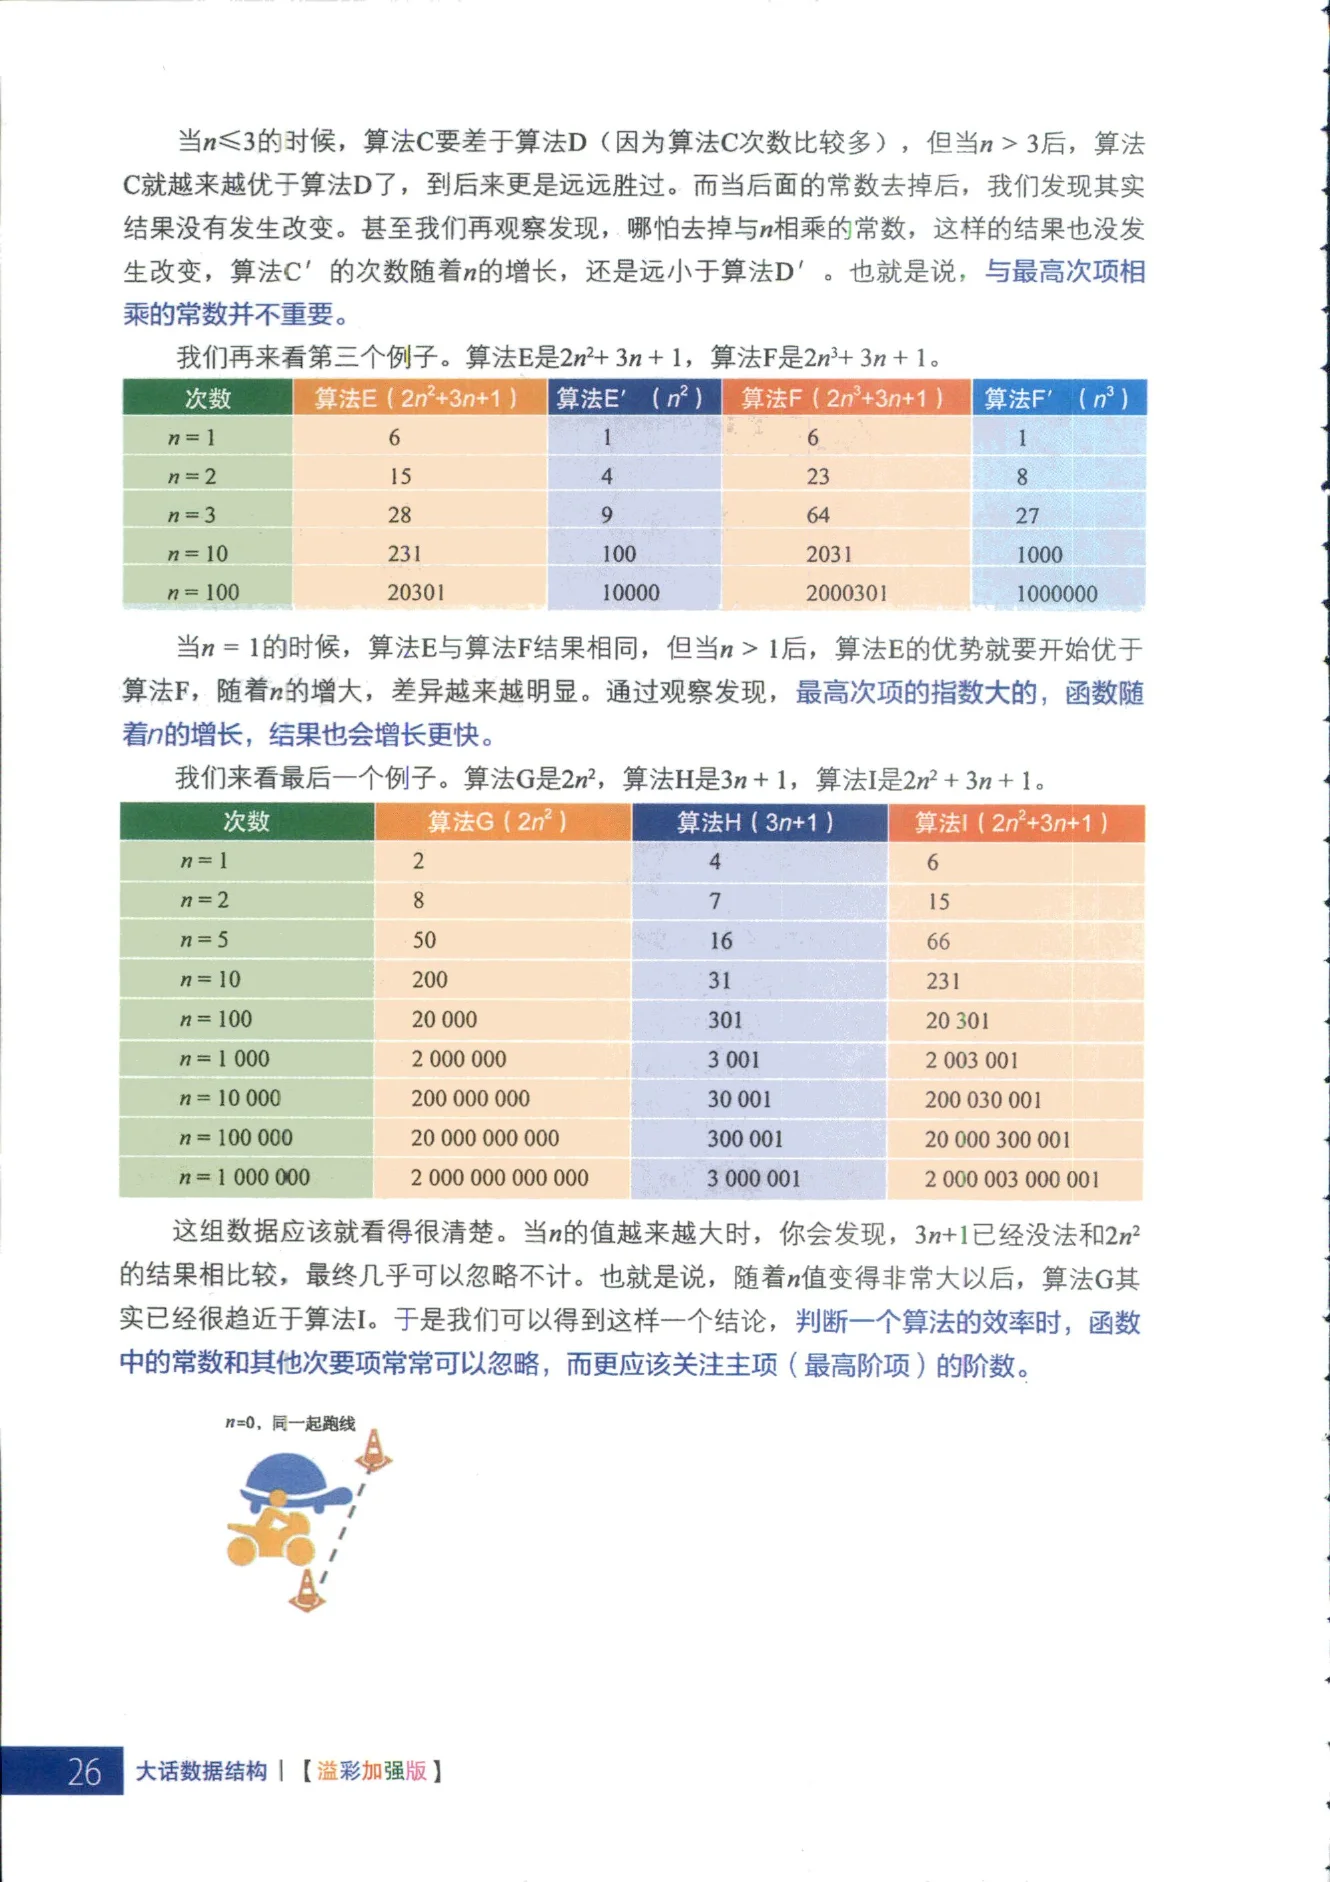 当n≤3的时候，算法C要差于算法D（因为算法C次数比较多），但当n > 3后，算法
C就越来越优于算法D了，到后来更是远远胜过。而当后面的常数去掉后，我们发现其实
结果没有发生改变。甚至我们再观察发现，哪怕去掉与n相乘的常数，这样的结果也没发
生改变，算法C′的次数随着n的增长，还是远小于算法D′。也就是说，与最高次项相
乘的常数并不重要。
我们再来看第三个例子。算法E是2n²+ 3n + 1，算法F是2n³+ 3n + 1。
次数 算法E（2n²+3n+1） 算法E′（n²） 算法F（2n³+3n+1） 算法F′（n³）
n = 1 6 1 6 1
n = 2 15 4 23 8
n = 3 28 9 64 27
n = 10 231 100 2031 1000
n = 100 20301 10000 2000301 1000000
当n = 1的时候，算法E与算法F结果相同，但当n > 1后，算法E的优势就要开始优于
算法F，随着n的增大，差异越来越明显。通过观察发现，最高次项的指数大的，函数随
着n的增长，结果也会增长更快。
我们来看最后一个例子。算法G是2n²，算法H是3n + 1，算法I是2n² + 3n + 1。
次数 算法G（2n²） 算法H（3n+1） 算法I（2n²+3n+1）
n = 1 2 4 6
n = 2 8 7 15
n = 5 50 16 66
n = 10 200 31 231
n = 100 20 000 301 20 301
n = 1 000 2 000 000 3 001 2 003 001
n = 10 000 200 000 000 30 001 200 030 001
n = 100 000 20 000 000 000 300 001 20 000 300 001
n = 1 000 000 2 000 000 000 000 3 000 001 2 000 003 000 001
这组数据应该就看得很清楚。当n的值越来越大时，你会发现，3n+1已经没法和2n²
的结果相比较，最终几乎可以忽略不计。也就是说，随着n值变得非常大以后，算法G其
实已经很趋近于算法I。于是我们可以得到这样一个结论，判断一个算法的效率时，函数
中的常数和其他次要项常常可以忽略，而更应该关注主项（最高阶项）的阶数。
n=0，同一起跑线
26 大话数据结构 | 【溢彩加强版】